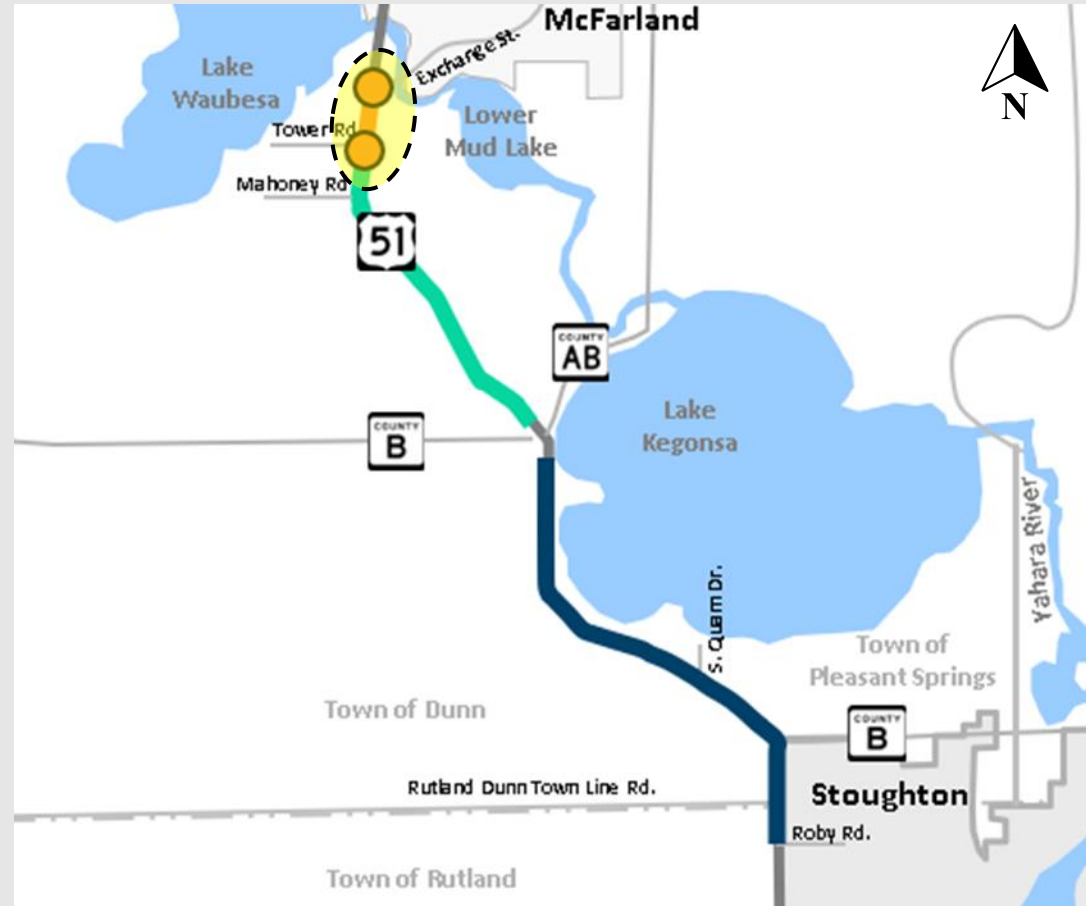 McFarland
Exchange St.
N
Lake
Waubesa
Lower
Mud Lake
Tower Rd
Mahoney Rd
51
COUNTY
AB
COUNTY
B
Lake
Kegonsa
Yahara River
S. Quam Dr.
Town of
Pleasant Springs
Town of Dunn
COUNTY
B
Rutland Dunn Town Line Rd.
Stoughton
Roby Rd.
Town of Rutland